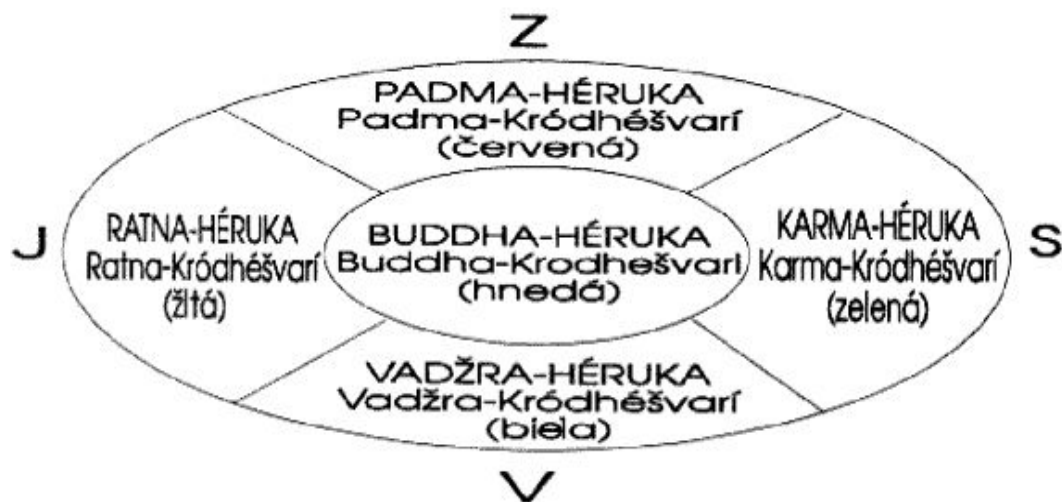 Z
PADMA-HÉRUKA
Padma-Kródhéšvarí
(červená)
J
RATNA-HÉRUKA
Ratna-Kródhéšvarí
(žltá)
BUDDHA-HÉRUKA
Buddha-Krodhešvari
(hnedá)
KARMA-HÉRUKA
Karma-Kródhéšvarí
(zelená)
S
VADŽRA-HÉRUKA
Vadžra-Kródhéšvarí
(biela)
V